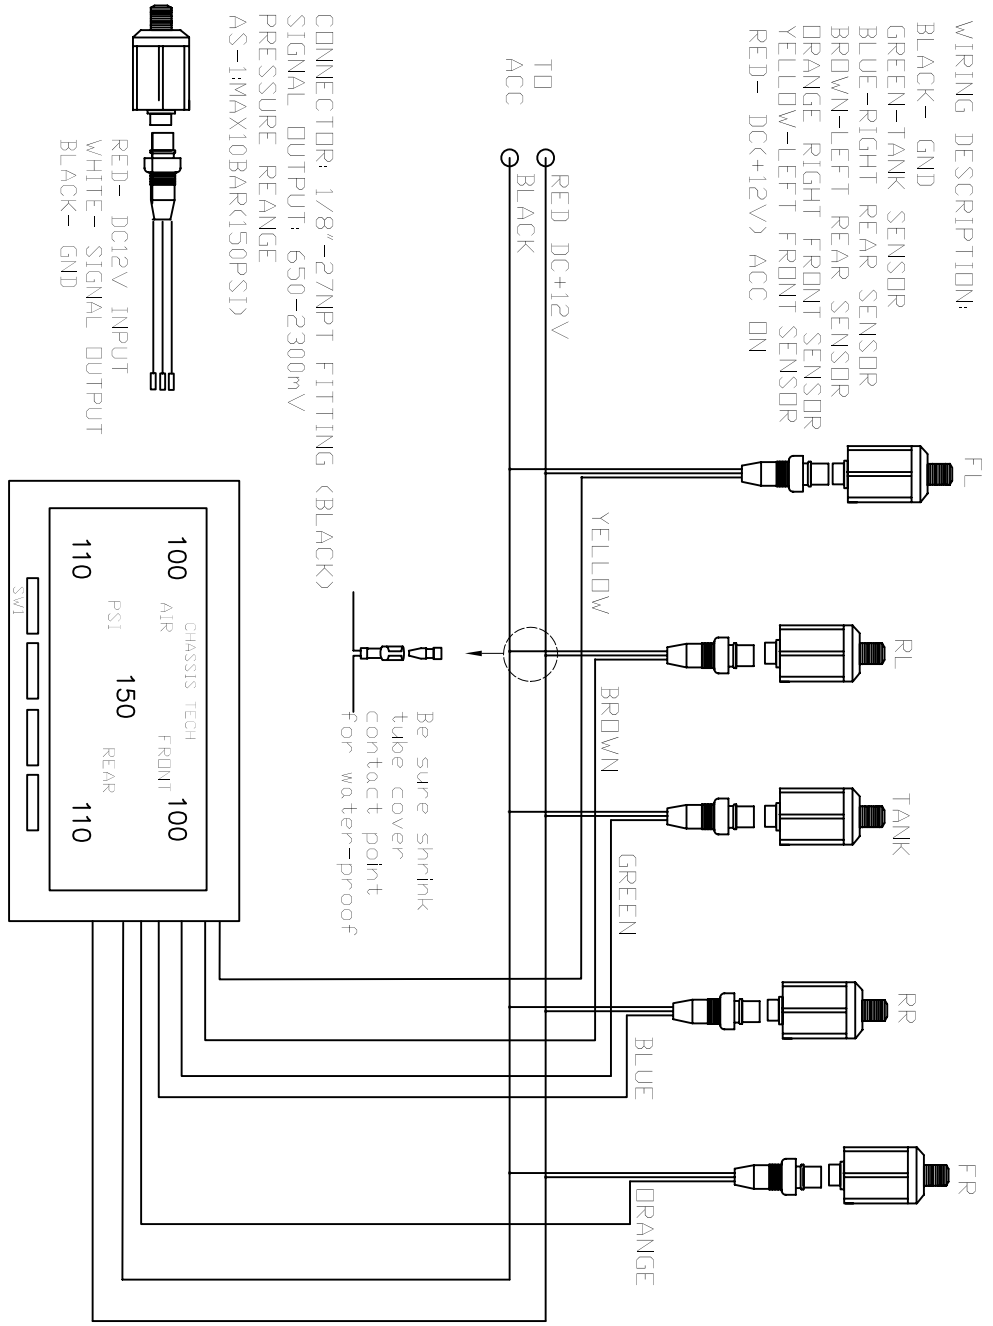 WIRING DESCRIPTION:
BLACK- GND
GREEN-TANK SENSOR
BLUE-RIGHT REAR SENSOR
BROWN-LEFT REAR SENSOR
ORANGE RIGHT FRONT SENSOR
YELLOW-LEFT FRONT SENSOR
RED- DC(+12V) ACC ON
FL
RL
TANK
RR
FR
TO
ACC
RED DC+12V
BLACK
YELLOW
BROWN
GREEN
BLUE
ORANGE
Be sure shrink
tube cover
contact point
for water-proof
CONNECTOR: 1/8"-27NPT FITTING (BLACK)
SIGNAL OUTPUT: 650-2300mV
PRESSURE REANGE
AS-1:MAX10BAR(150PSI)
RED- DC12V INPUT
WHITE- SIGNAL OUTPUT
BLACK- GND
CHASSIS TECH
100
AIR
FRONT
100
150
PSI
REAR
110
110
SW1